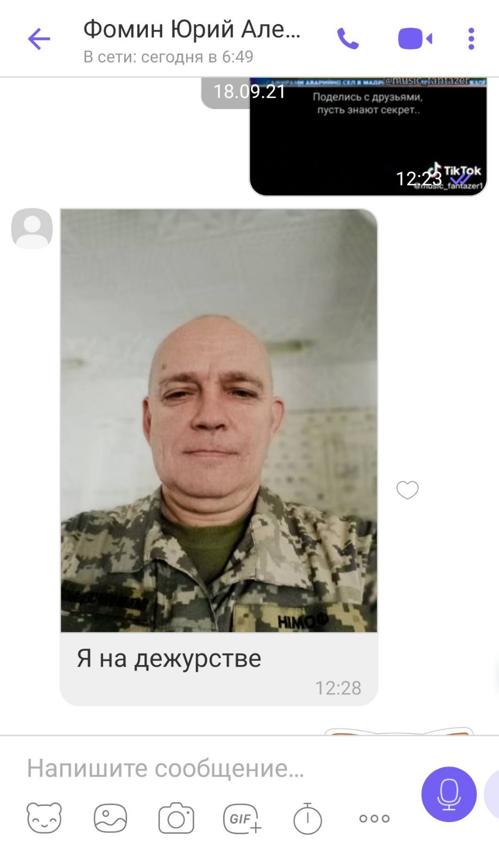 Фомин Юрий Але...
В сети: сегодня в 6:49
18.09.21
Поделись с друзьями,
пусть знают секрет..
TikTok
12:23
@music_fantazer1
НІМОФ
Я на дежурстве
12:28
Напишите сообщение...
GIF